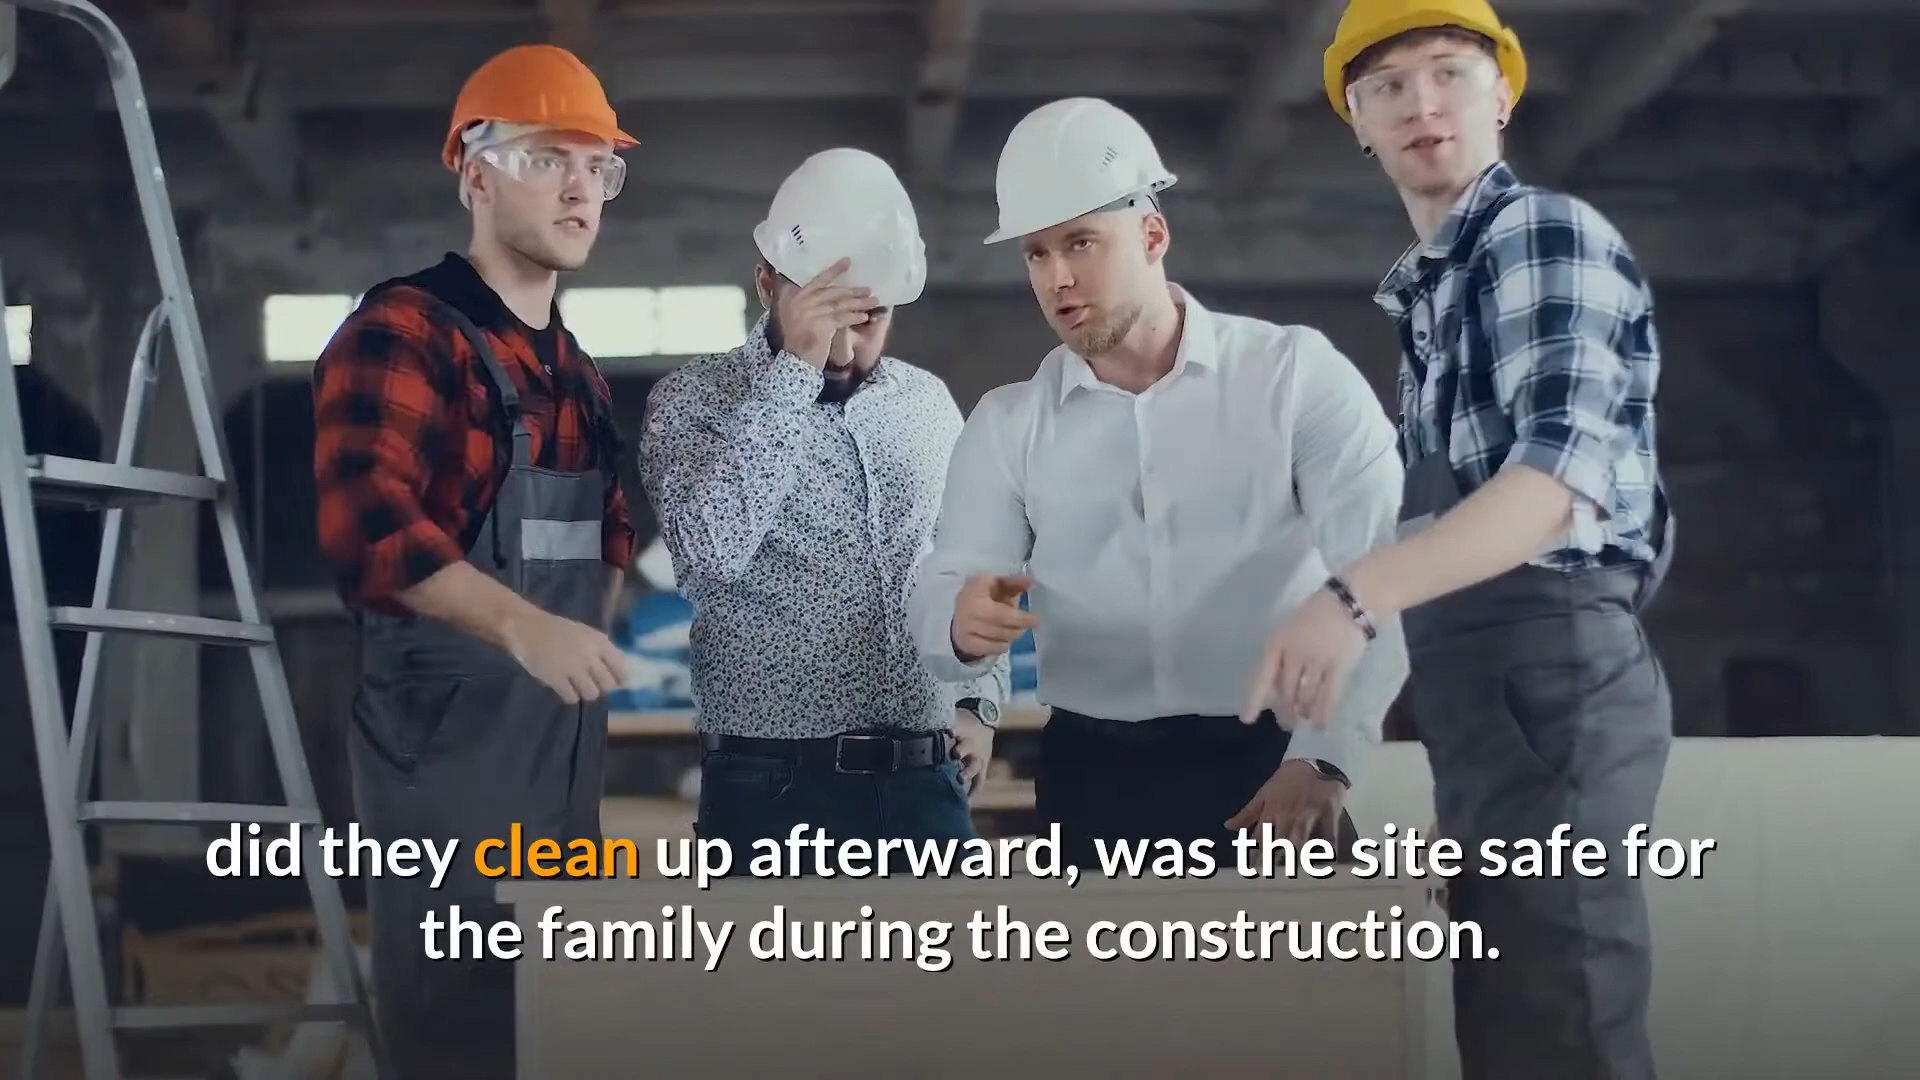 did they clean up afterward, was the site safe for
the family during the construction.